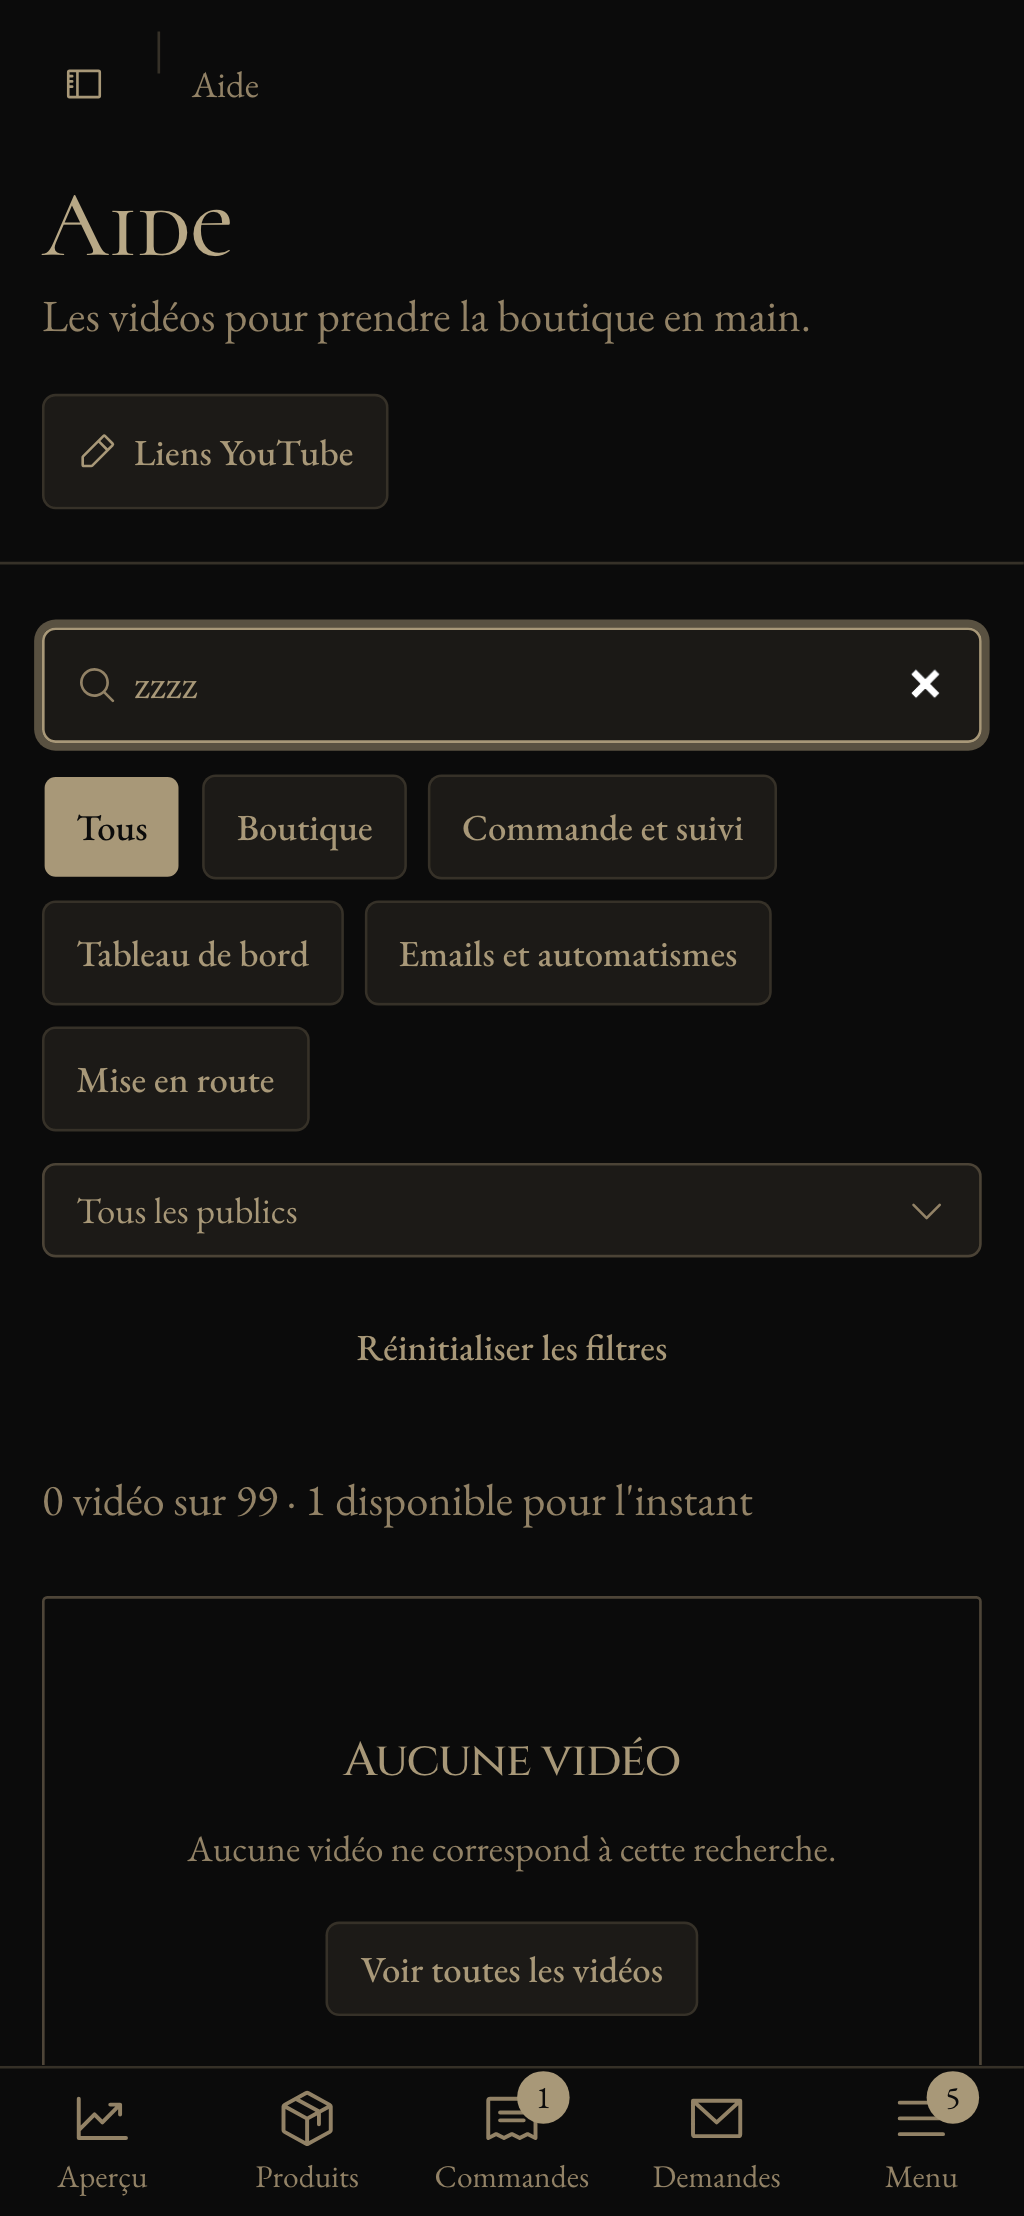 Aide
Aide
Les vidéos pour prendre la boutique en main.
Liens YouTube
zzzz
Tous
Boutique
Commande et suivi
Tableau de bord
Emails et automatismes
Mise en route
Tous les publics
Réinitialiser les filtres
0 vidéo sur 99 · 1 disponible pour l'instant
Aucune vidéo
Aucune vidéo ne correspond à cette recherche.
Voir toutes les vidéos
1
5
Aperçu
Produits
Commandes
Demandes
Menu